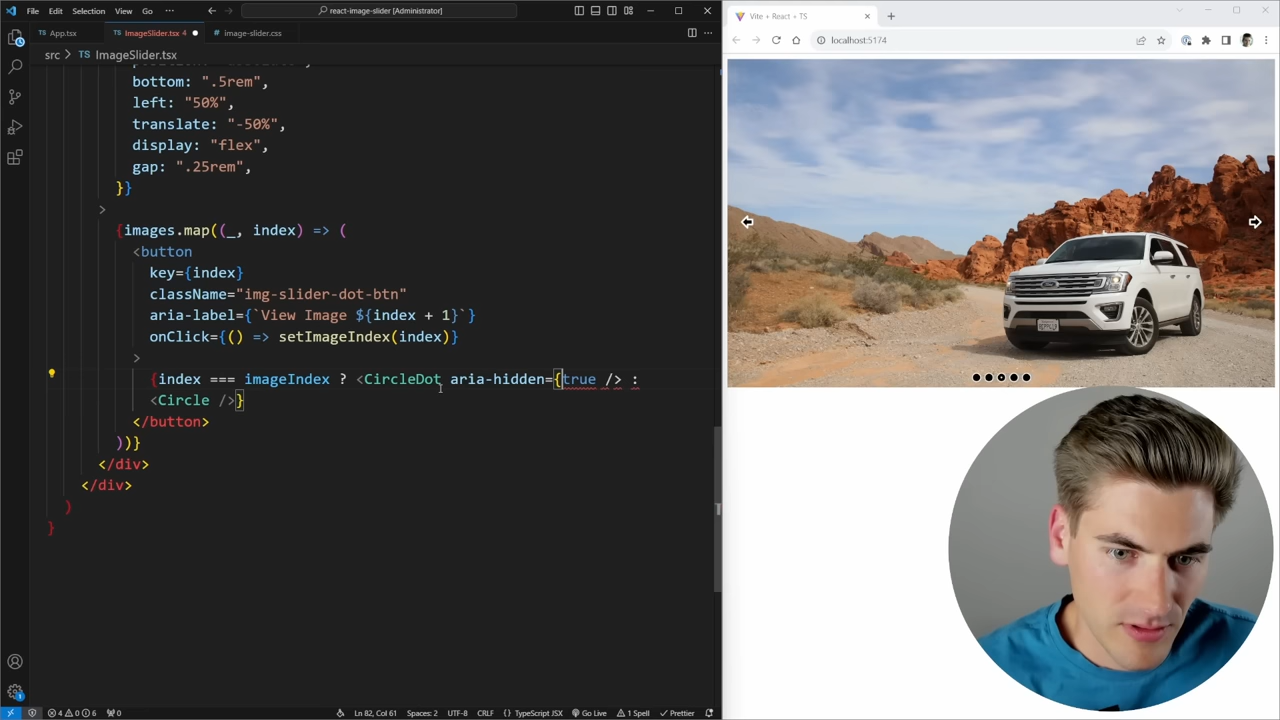 File Edit Selection View Go ··· react-image-slider [Administrator]
App.tsx ImageSlider.tsx 4 image-slider.css
src > ImageSlider.tsx
bottom: ".5rem",
left: "50%",
translate: "-50%",
display: "flex",
gap: ".25rem",
}}
>
{images.map((_, index) => (
<button
key={index}
className="img-slider-dot-btn"
aria-label={`View Image ${index + 1}`}
onClick={() => setImageIndex(index)}
>
{index === imageIndex ? <CircleDot aria-hidden={true /> :
<Circle />}
</button>
))}
</div>
</div>
)
}
4 0 6 0 Ln 82, Col 61 Spaces: 2 UTF-8 CRLF {} TypeScript JSX Go Live 1 Spell Prettier
Vite + React + TS
localhost:5174